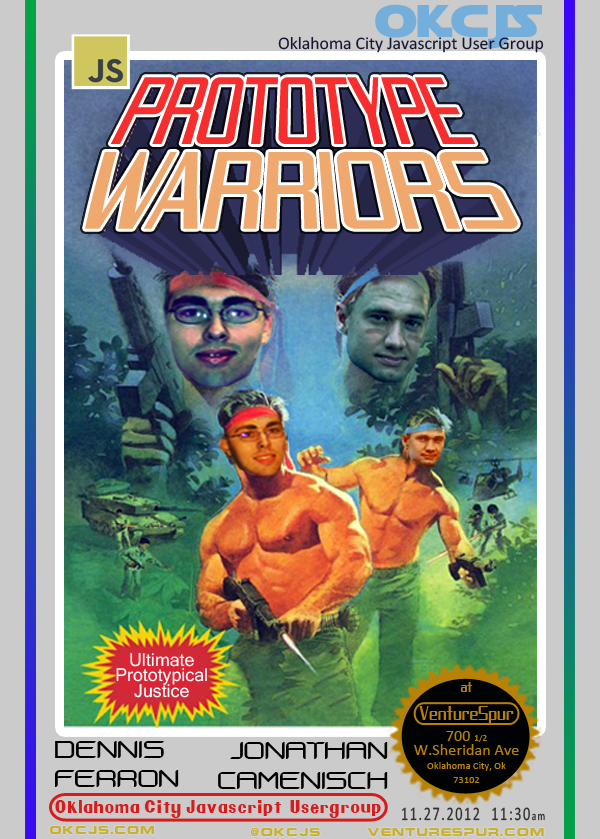 OKCJS
Oklahoma City Javascript User Group
JS
PROTOTYPE
WARRIORS
Ultimate
Prototypical
Justice
at
VentureSpur
700 1/2
W.Sheridan Ave
Oklahoma City, Ok
73102
DENNIS
FERRON
JONATHAN
CAMENISCH
Oklahoma City Javascript Usergroup
11.27.2012 11:30am
OKCJS.COM @OKCJS VENTURESPUR.COM